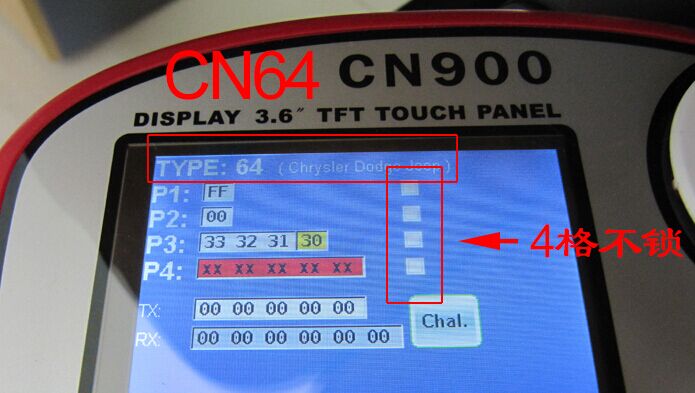 CN64 CN900
DISPLAY 3.6″ TFT TOUCH PANEL
TYPE: 64 ( Chrysler Dodge Jeep )
P1: FF
P2: 00
P3: 33 32 31 30
4格不锁
P4: XX XX XX XX XX
TX: 00 00 00 00 00
RX: 00 00 00 00 00 00
Chal.